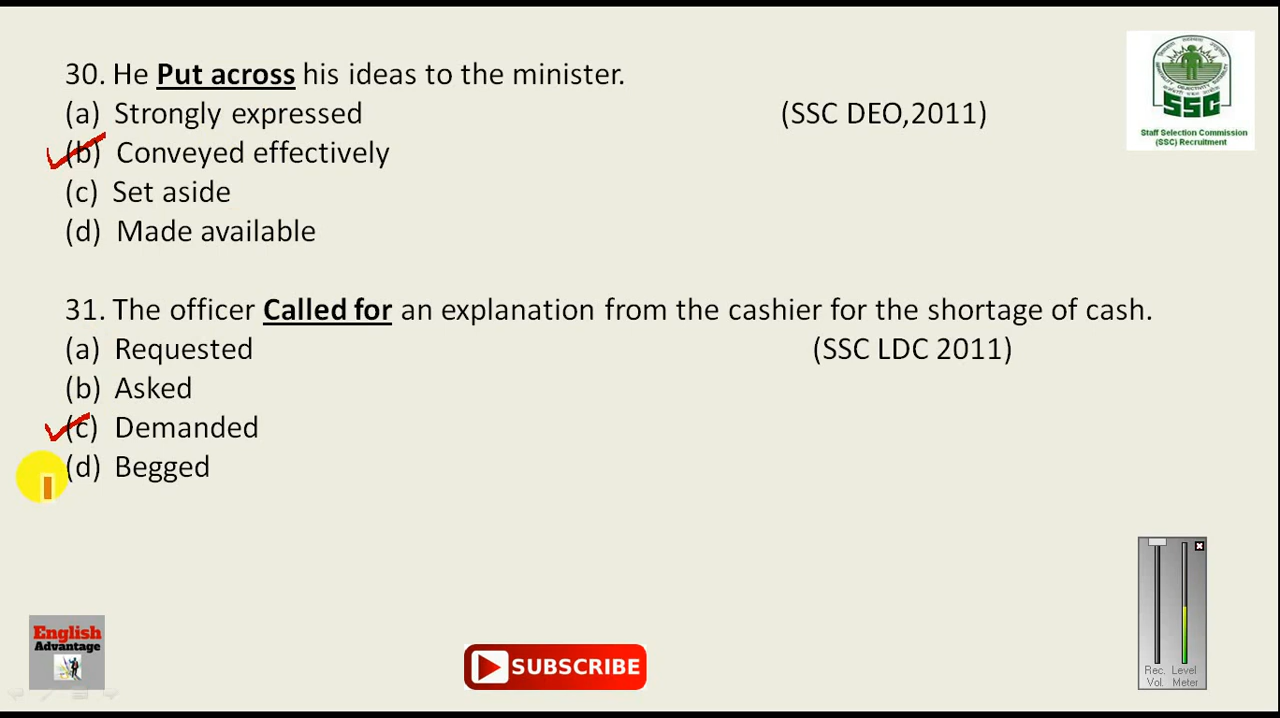 30. He Put across his ideas to the minister.
(a) Strongly expressed (SSC DEO,2011)
(b) Conveyed effectively
(c) Set aside
(d) Made available
SSC
Staff Selection Commission
(SSC) Recruitment
31. The officer Called for an explanation from the cashier for the shortage of cash.
(a) Requested (SSC LDC 2011)
(b) Asked
(c) Demanded
(d) Begged
English
Advantage
SUBSCRIBE
Rec. Level
Vol. Meter